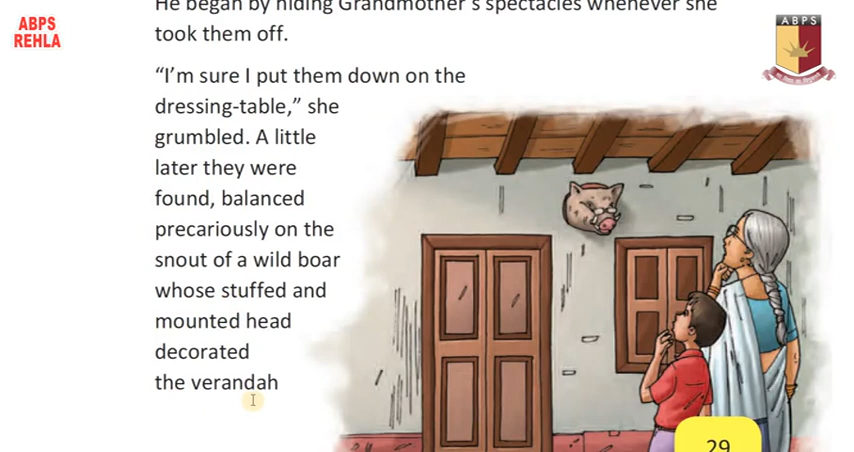 ABPS
REHLA
He began by hiding Grandmother's spectacles whenever she
took them off.
“I’m sure I put them down on the
dressing-table,” she
grumbled. A little
later they were
found, balanced
precariously on the
snout of a wild boar
whose stuffed and
mounted head
decorated
the verandah
ABPS
29